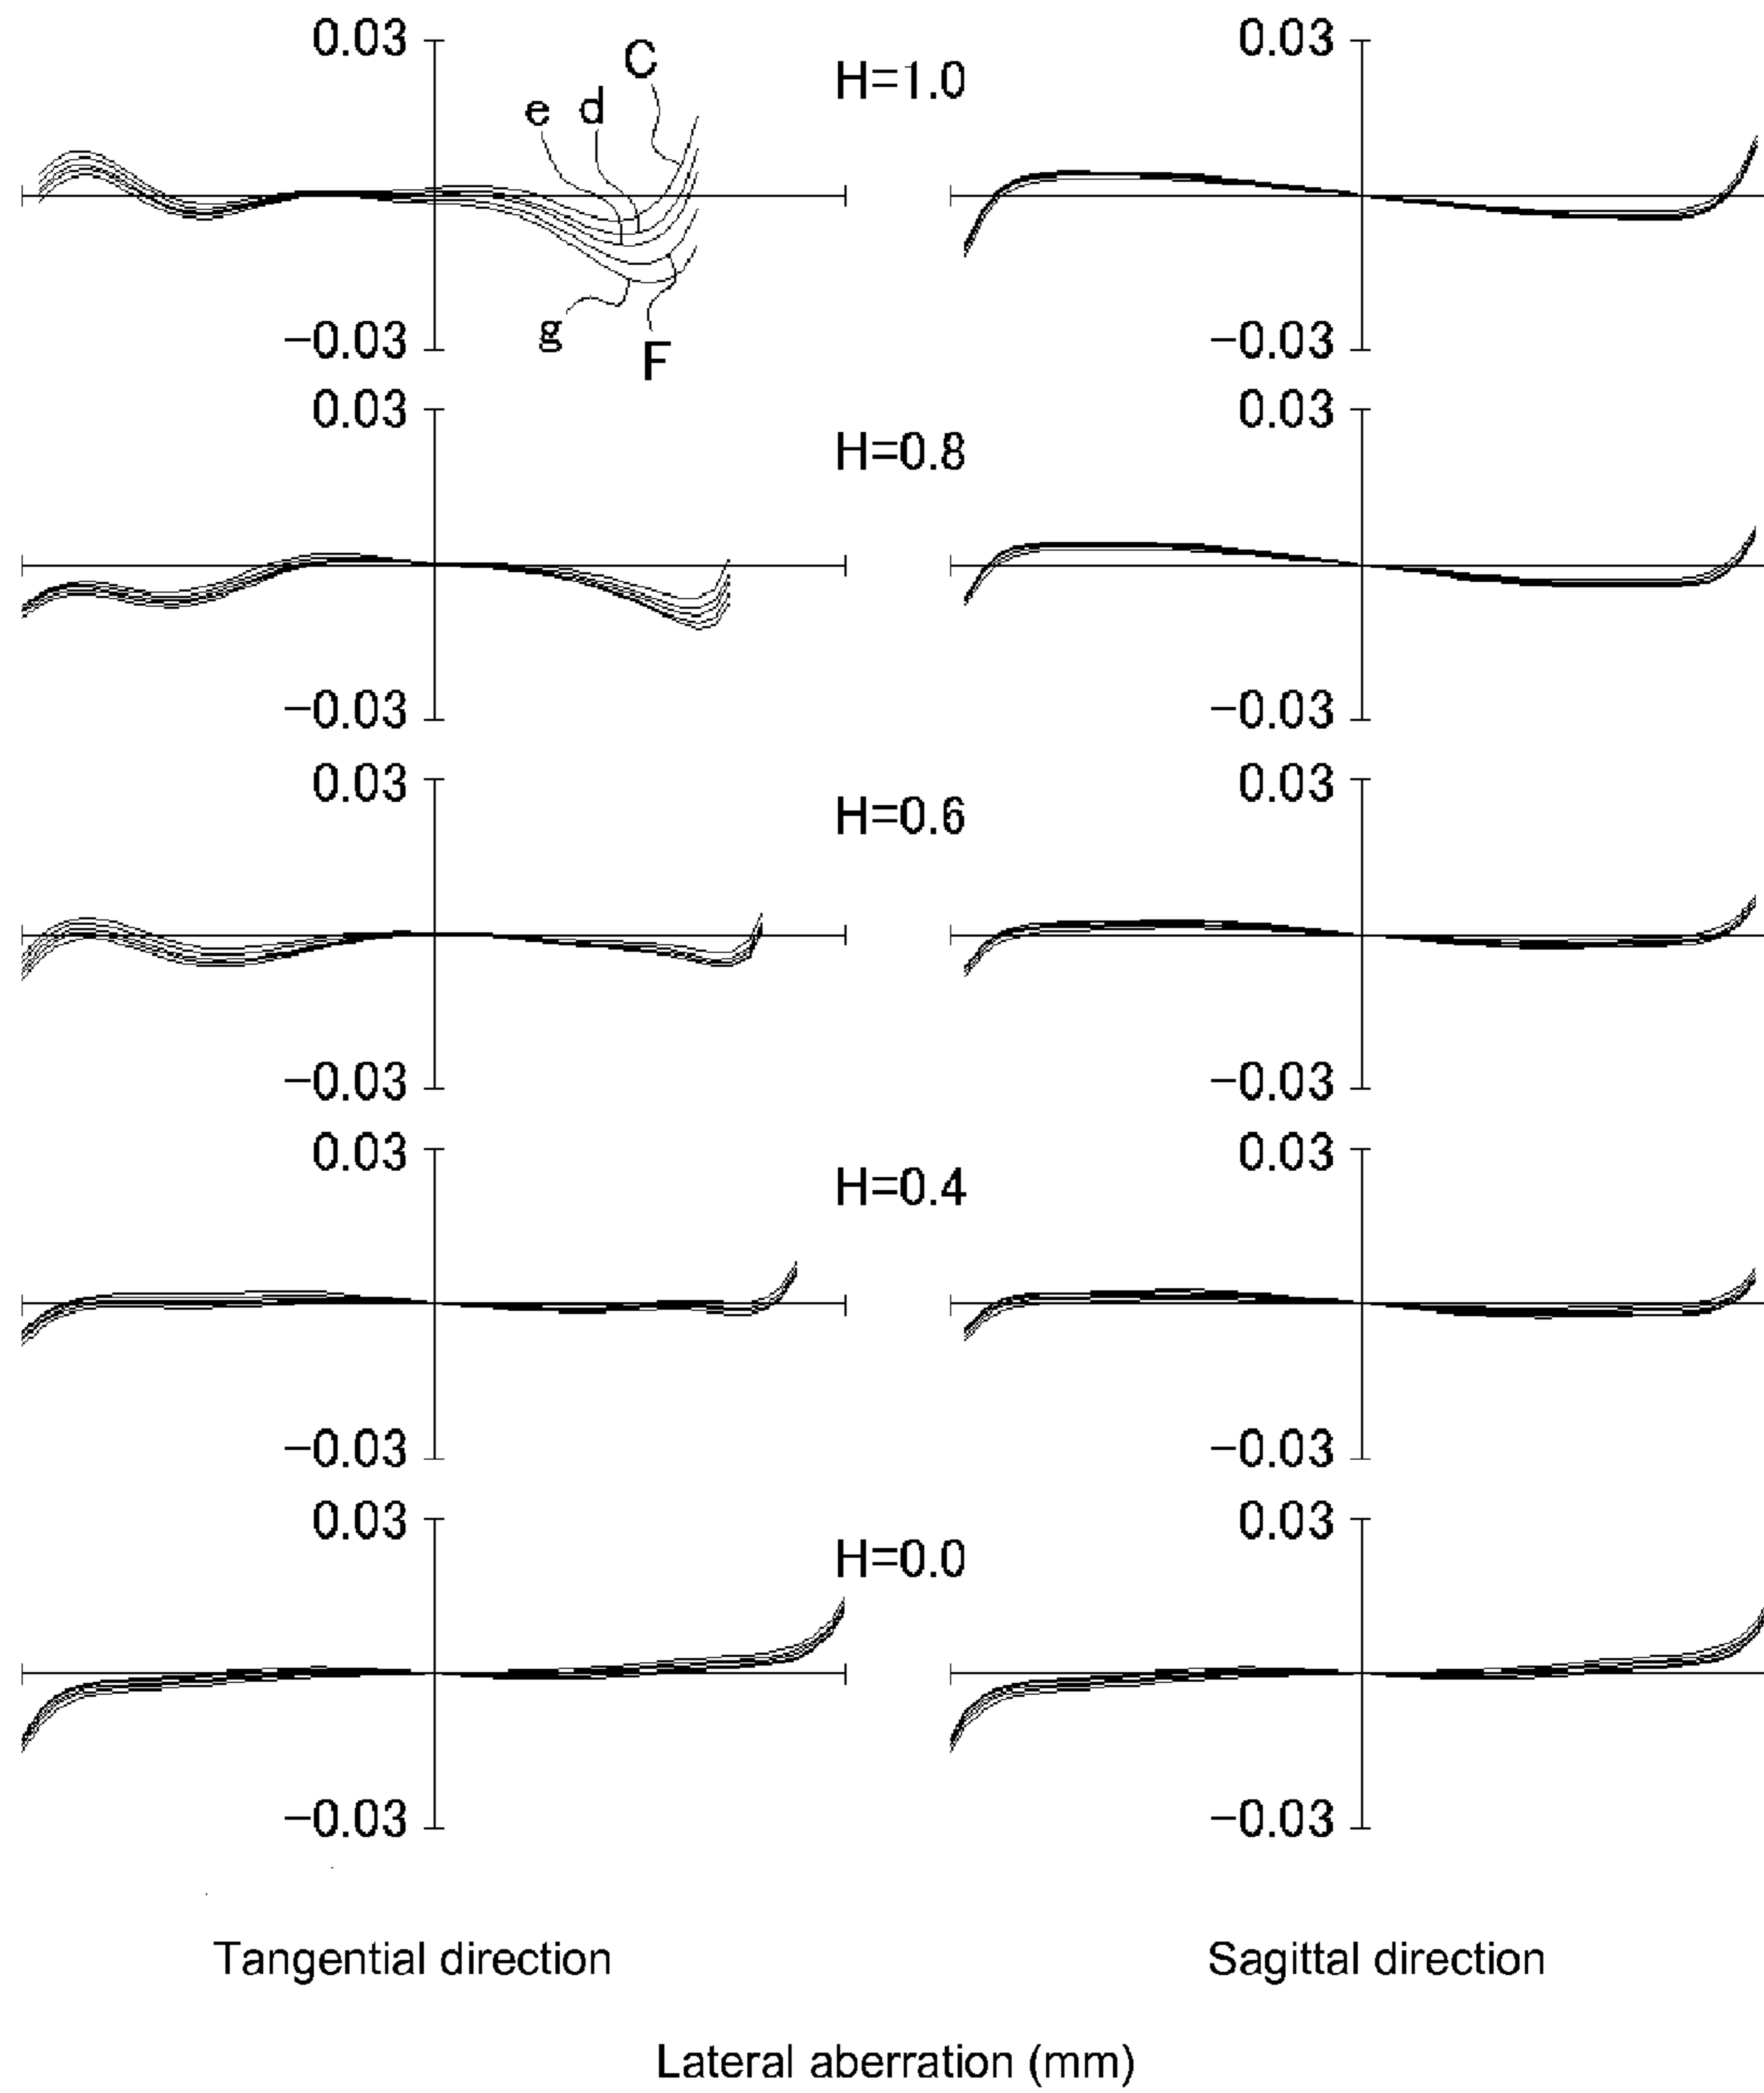 0.03 H=1.0 0.03
C
e d
g
−0.03 F −0.03
0.03 H=0.8 0.03
−0.03 −0.03
0.03 H=0.6 0.03
−0.03 −0.03
0.03 H=0.4 0.03
−0.03 −0.03
0.03 H=0.0 0.03
−0.03 −0.03
Tangential direction Sagittal direction
Lateral aberration (mm)